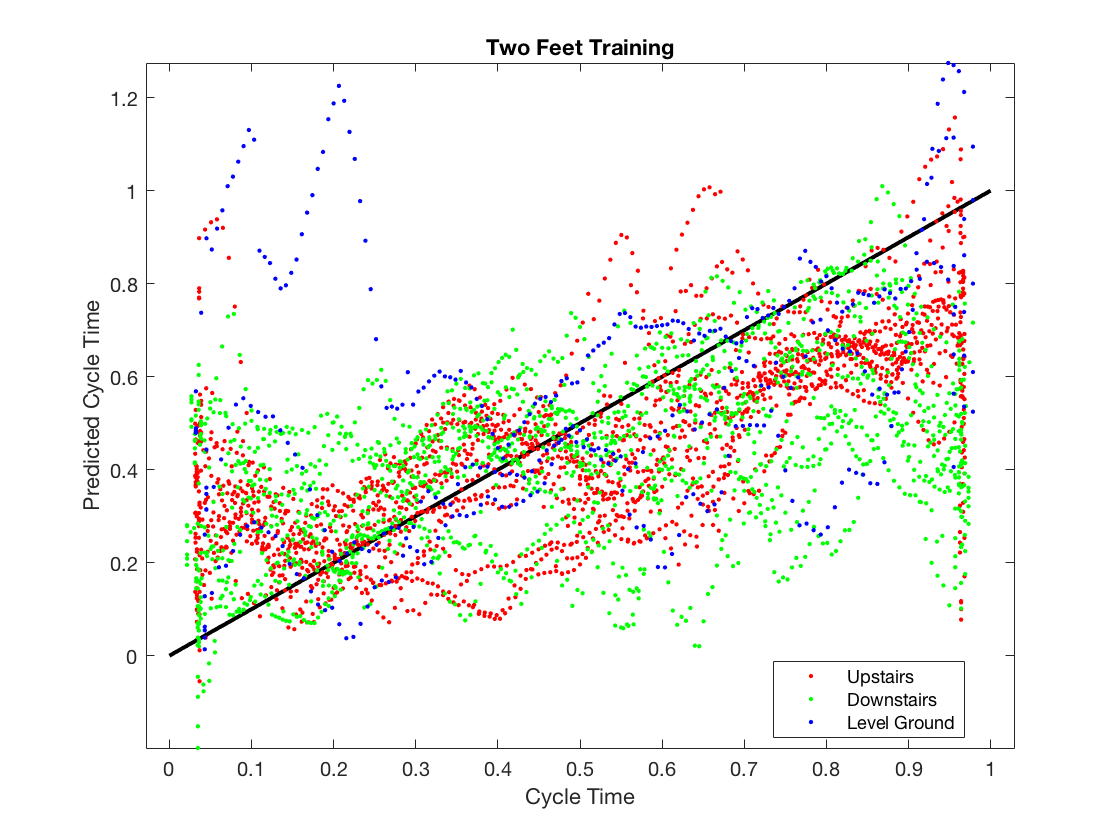 Two Feet Training
Predicted Cycle Time
1.2
1
0.8
0.6
0.4
0.2
0
Upstairs
Downstairs
Level Ground
0 0.1 0.2 0.3 0.4 0.5 0.6 0.7 0.8 0.9 1
Cycle Time